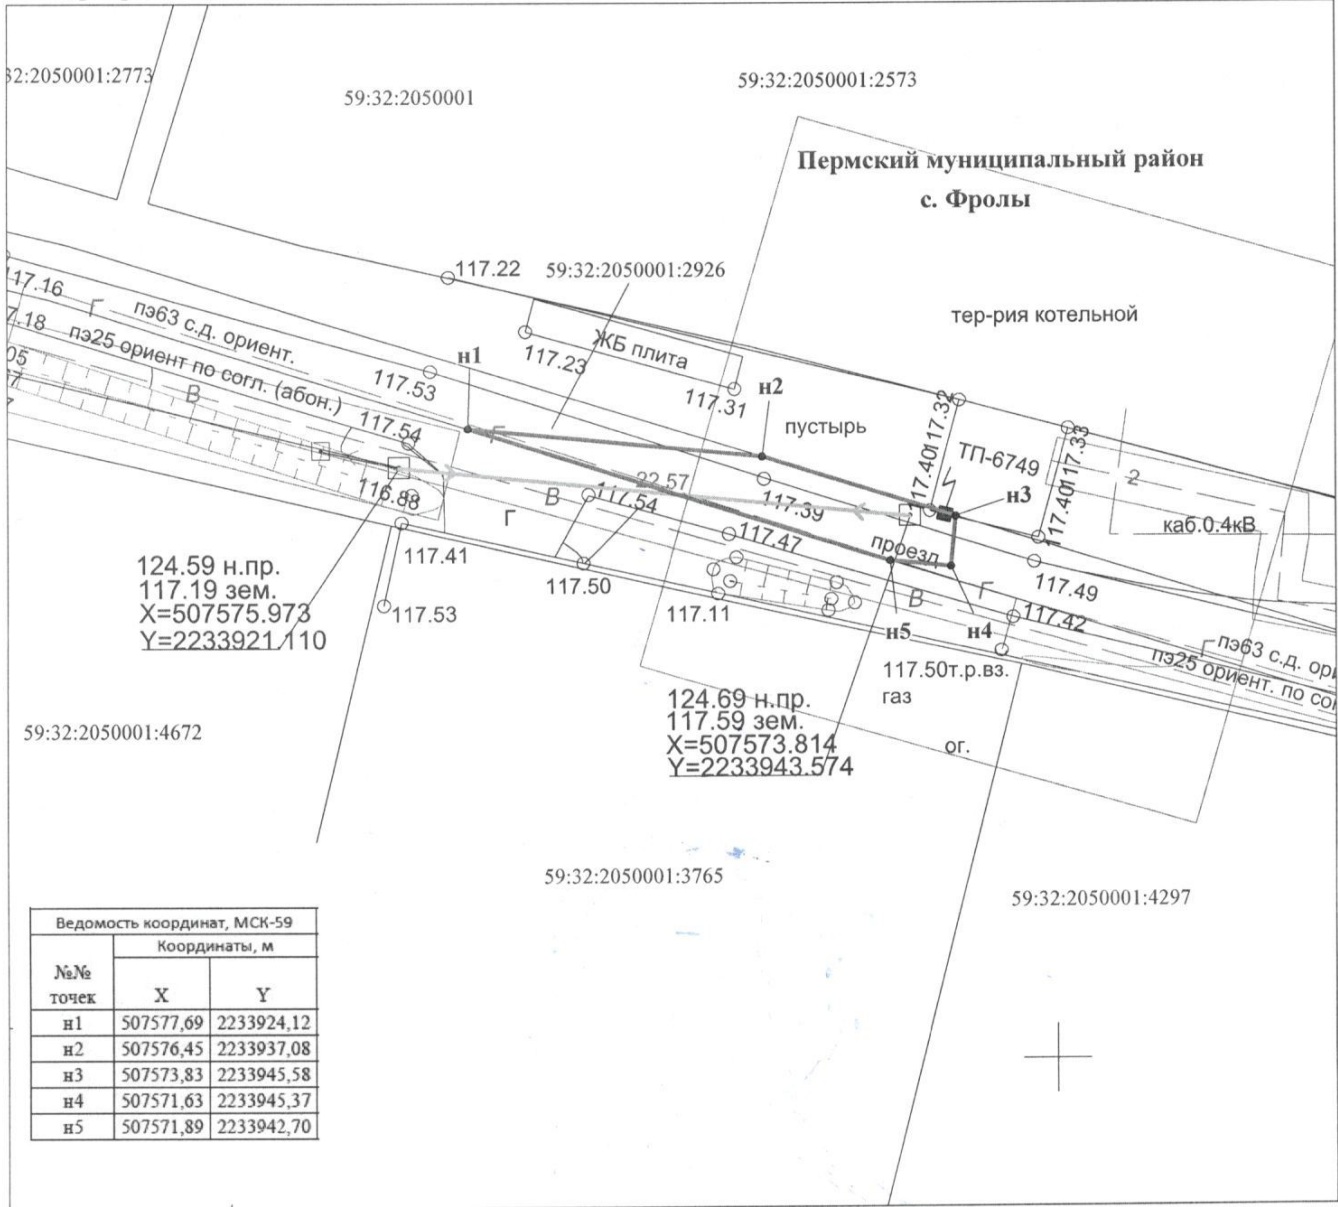 32:2050001:2773
59:32:2050001
59:32:2050001:2573
Пермский муниципальный район
с. Фролы
117.22
59:32:2050001:2926
117.16
Г
пэ63 с.д. ориент.
тер-рия котельной
7.18
пэ25 ориент по согл. (абон.)
117.23
ЖБ плита
н1
117.53
117.31
н2
05
В
117.54
Г
пустырь
117.32
117.33
ТП-6749
22.57
117.40
117.40
н3
2
116.88
В
117.54
117.39
каб.0.4кВ
Г
117.47
проезд
117.41
117.50
117.49
124.59 н.пр.
117.19 зем.
X=507575.973
Y=2233921.110
117.53
117.11
В
Г
117.42
н5
н4
Г
пэ63 с.д. ори
пэ25 ориент. по сог
117.50т.р.вз.
газ
124.69 н.пр.
117.59 зем.
X=507573.814
Y=2233943.574
59:32:2050001:4672
ог.
59:32:2050001:3765
59:32:2050001:4297
Ведомость координат, МСК-59
№№ точек
Координаты, м
X Y
н1 507577,69 2233924,12
н2 507576,45 2233937,08
н3 507573,83 2233945,58
н4 507571,63 2233945,37
н5 507571,89 2233942,70